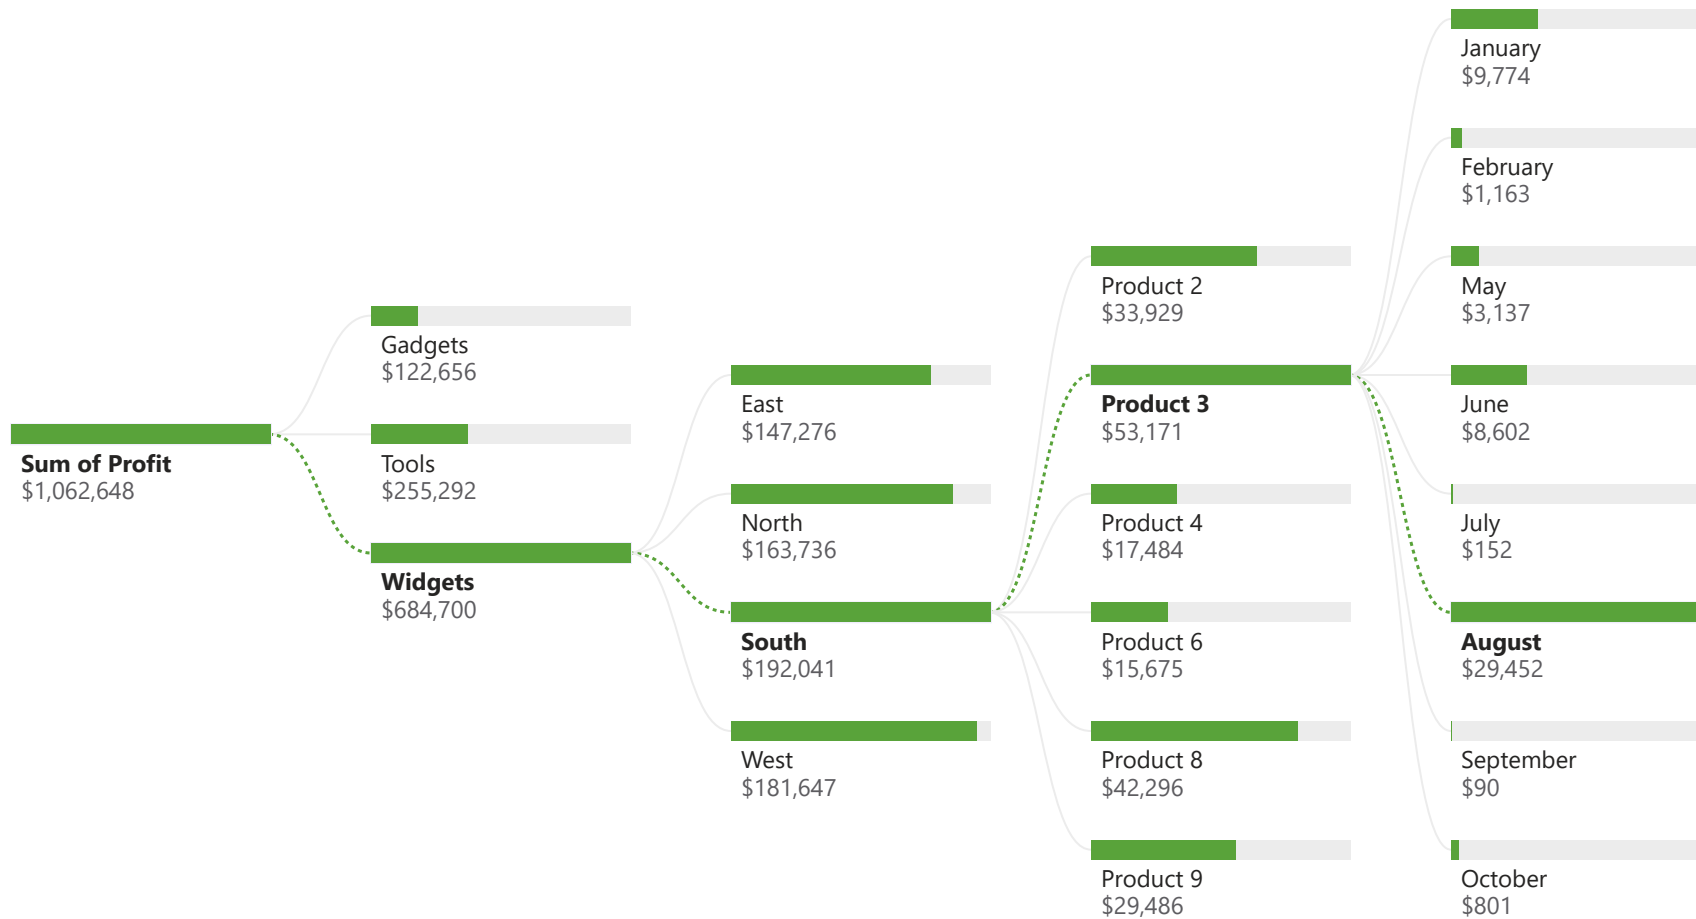 Sum of Profit
$1,062,648
Gadgets
$122,656
Tools
$255,292
Widgets
$684,700
East
$147,276
North
$163,736
South
$192,041
West
$181,647
Product 2
$33,929
Product 3
$53,171
Product 4
$17,484
Product 6
$15,675
Product 8
$42,296
Product 9
$29,486
January
$9,774
February
$1,163
May
$3,137
June
$8,602
July
$152
August
$29,452
September
$90
October
$801